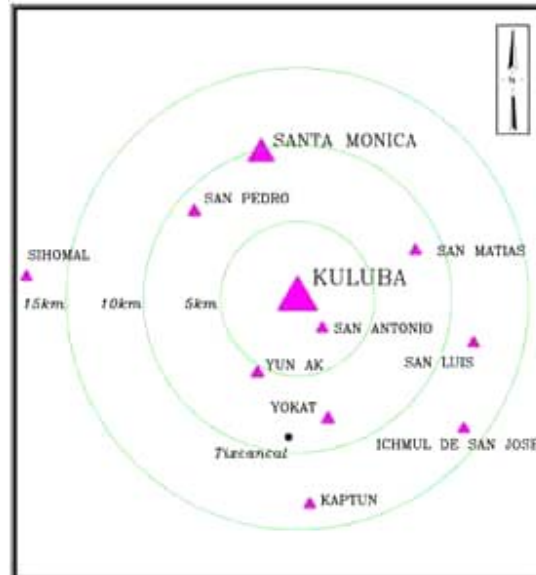 N
SANTA MONICA
SAN PEDRO
SAN MATIAS
SIHOMAL
KULUBA
15km 10km 5km
SAN ANTONIO
SAN LUIS
YUN AK
YOKAT
ICHMUL DE SAN JOSE
Tixcancal
KAPTUN